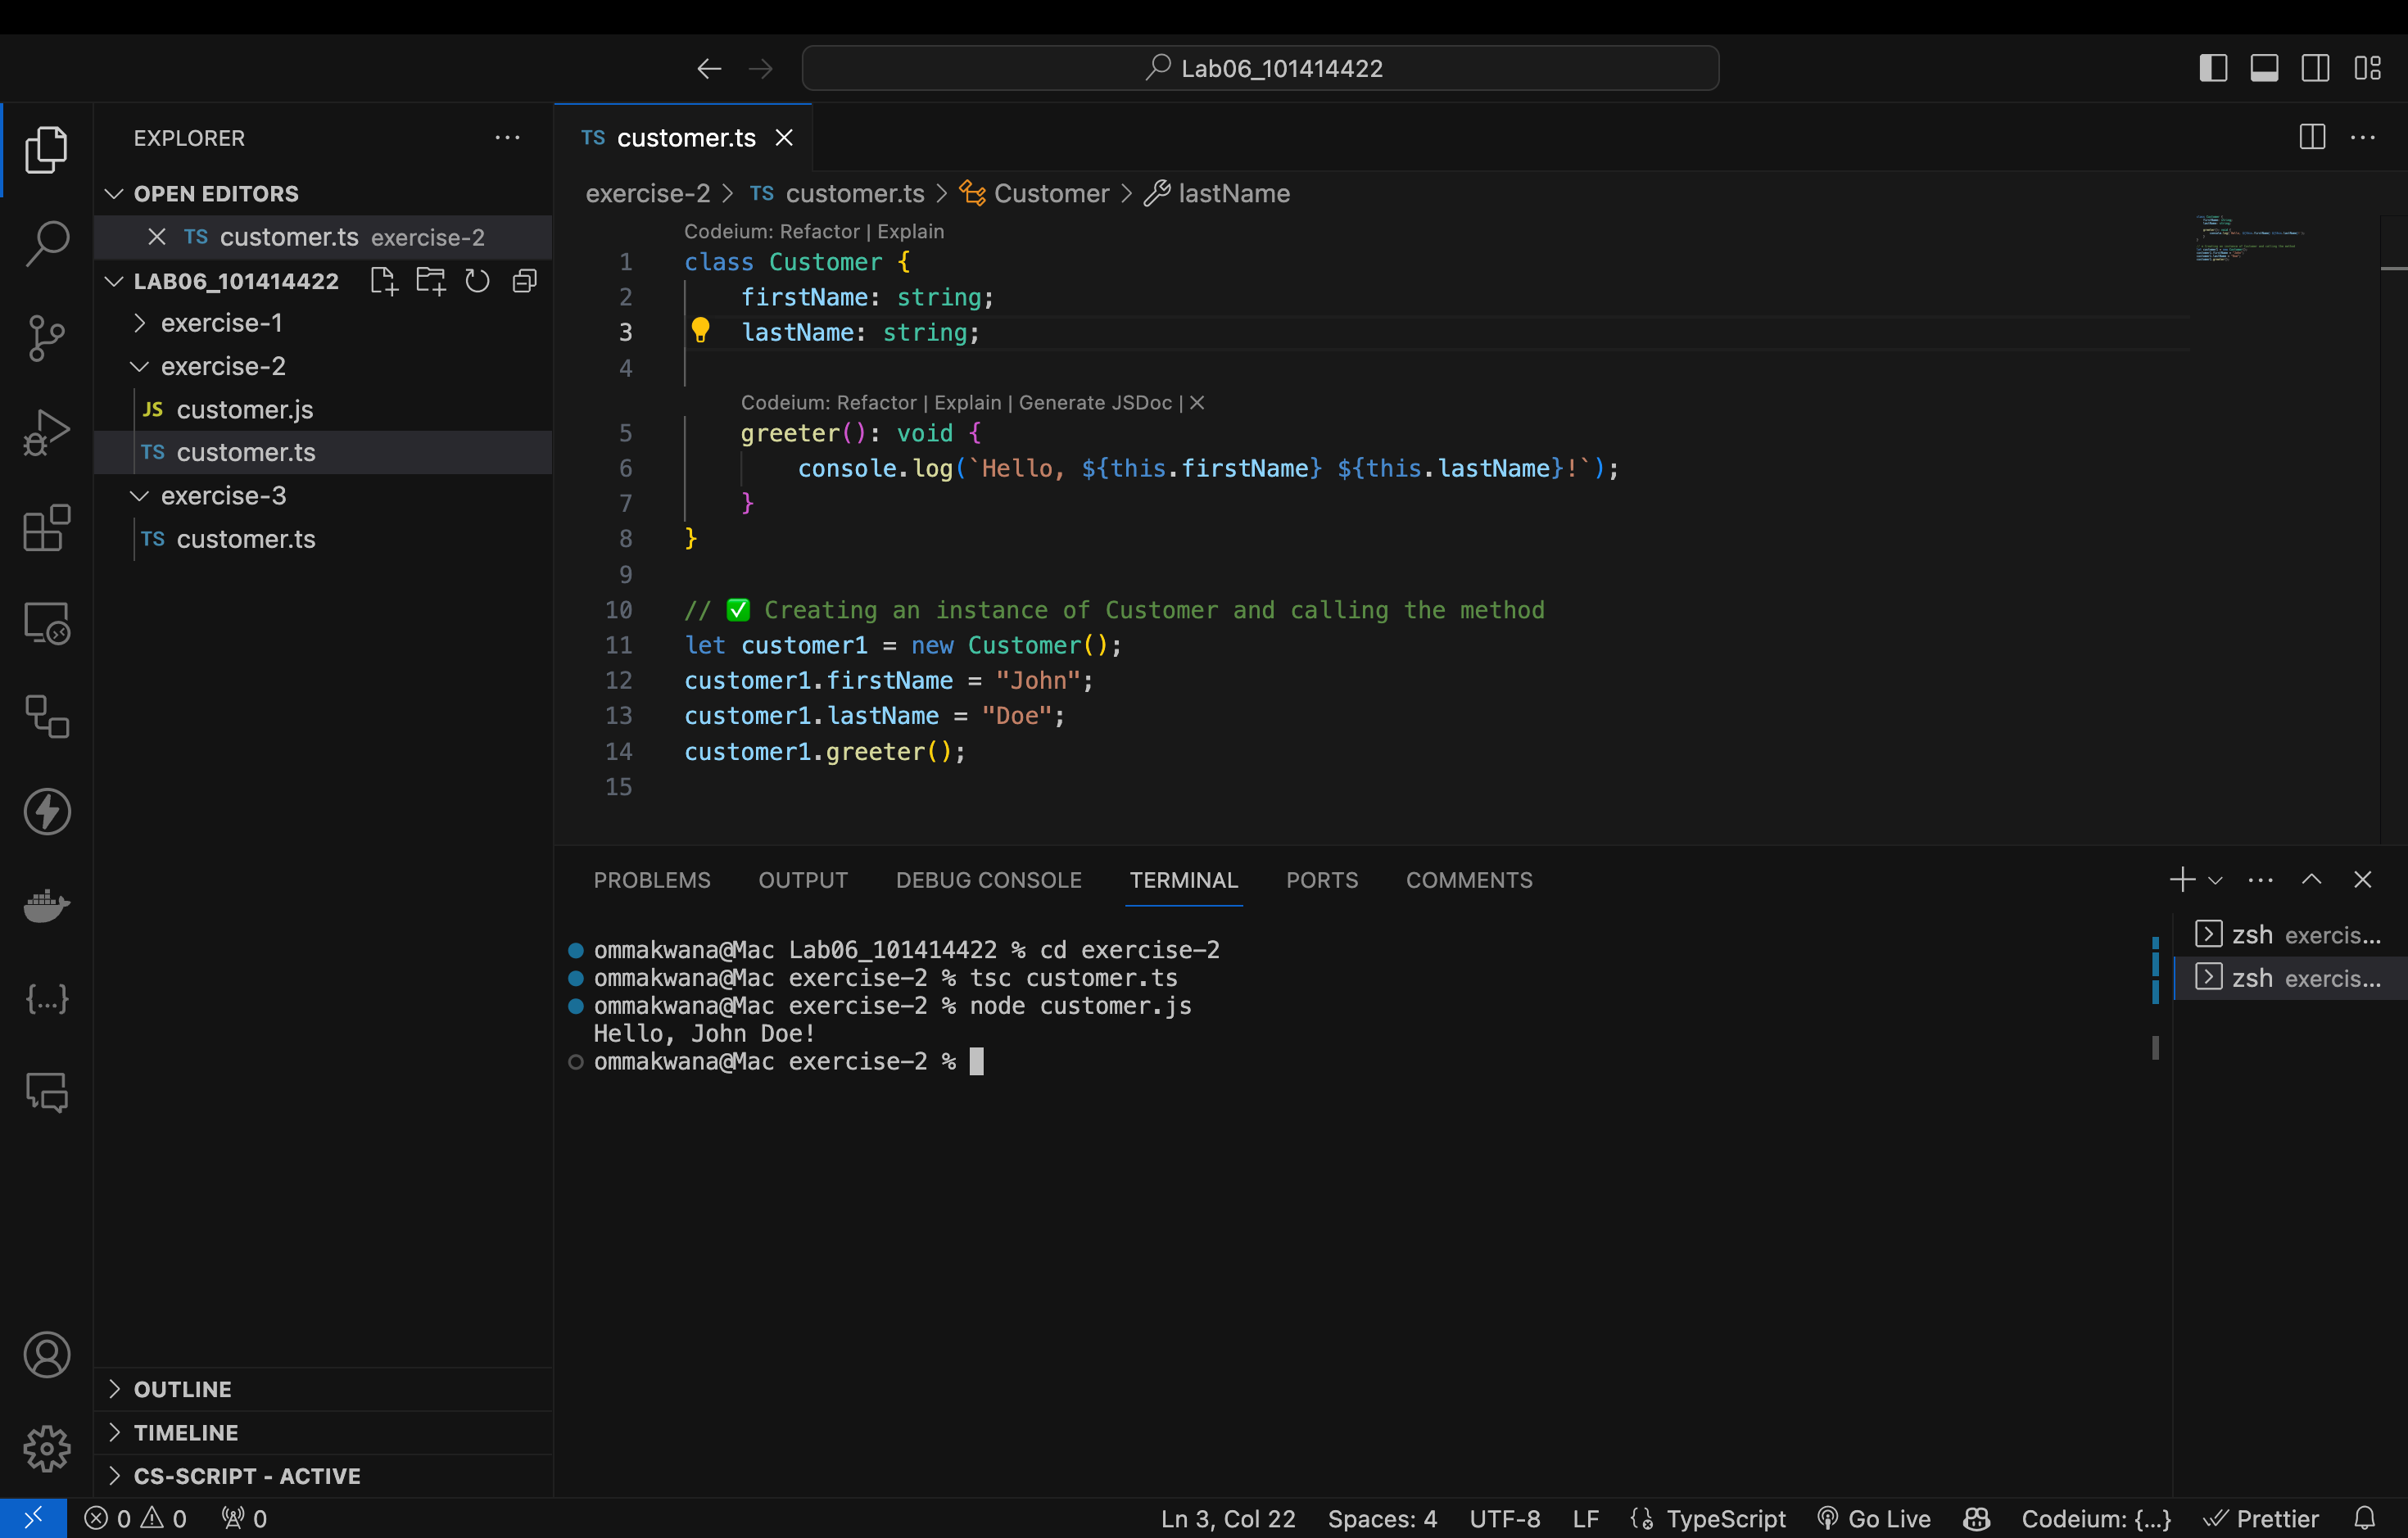 Lab06_101414422
EXPLORER
OPEN EDITORS
TS customer.ts exercise-2
LAB06_101414422
exercise-1
exercise-2
JS customer.js
TS customer.ts
exercise-3
TS customer.ts
OUTLINE
TIMELINE
CS-SCRIPT - ACTIVE
TS customer.ts
exercise-2 > TS customer.ts > Customer > lastName
Codeium: Refactor | Explain
1 class Customer {
2     firstName: string;
3     lastName: string;
4
Codeium: Refactor | Explain | Generate JSDoc | ×
5     greeter(): void {
6         console.log(`Hello, ${this.firstName} ${this.lastName}!`);
7     }
8 }
9
10 // ✅ Creating an instance of Customer and calling the method
11 let customer1 = new Customer();
12 customer1.firstName = "John";
13 customer1.lastName = "Doe";
14 customer1.greeter();
15
PROBLEMS OUTPUT DEBUG CONSOLE TERMINAL PORTS COMMENTS
ommakwana@Mac Lab06_101414422 % cd exercise-2
ommakwana@Mac exercise-2 % tsc customer.ts
ommakwana@Mac exercise-2 % node customer.js
Hello, John Doe!
ommakwana@Mac exercise-2 %
zsh exercis...
zsh exercis...
0 0 0 Ln 3, Col 22 Spaces: 4 UTF-8 LF TypeScript Go Live Codeium: {...} Prettier